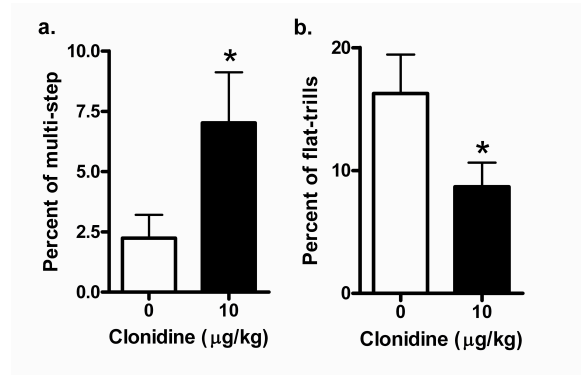 a.
Percent of multi-step
10.0
7.5
5.0
2.5
0.0
*
0 10
Clonidine (μg/kg)
b.
Percent of flat-trills
20
10
0
*
0 10
Clonidine (μg/kg)